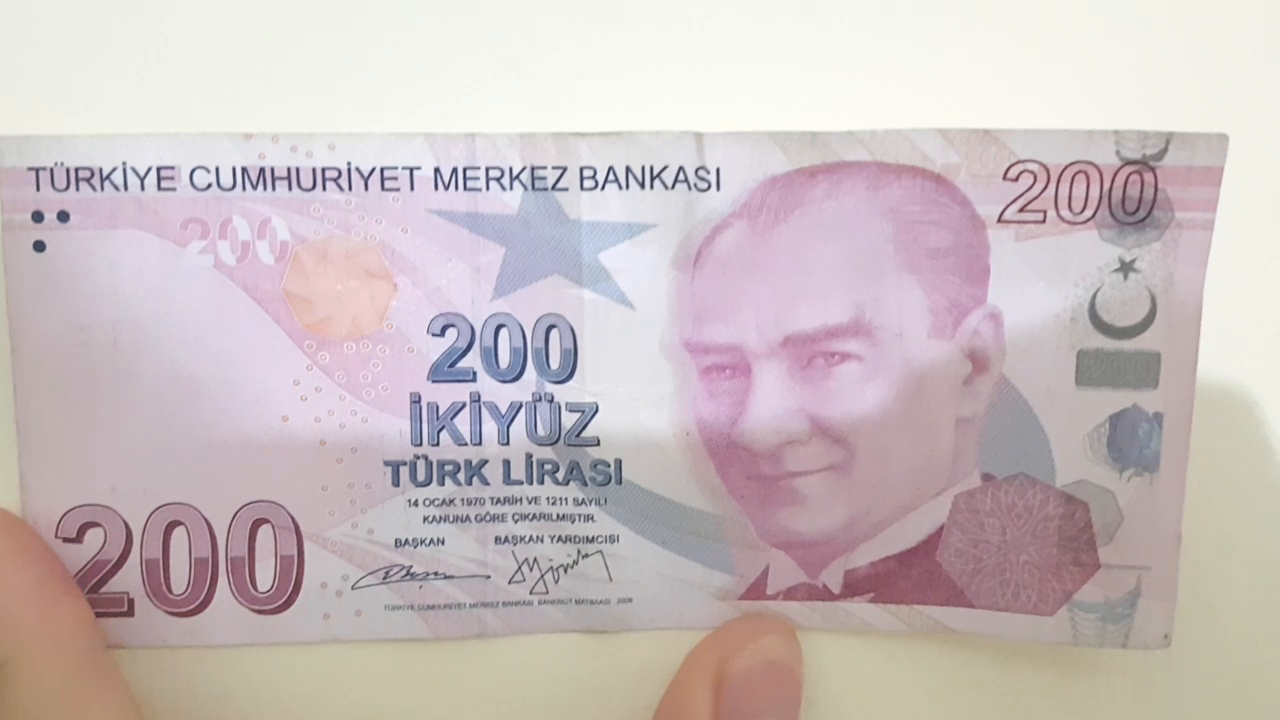 TÜRKİYE CUMHURİYET MERKEZ BANKASI
200
200
200
İKİYÜZ
TÜRK LİRASI
14 OCAK 1970 TARİH VE 1211 SAYILI
KANUNA GÖRE ÇIKARILMIŞTIR.
BAŞKAN BAŞKAN YARDIMCISI
TÜRKİYE CUMHURİYET MERKEZ BANKASI BANKNOT MATBAASI 2009
200